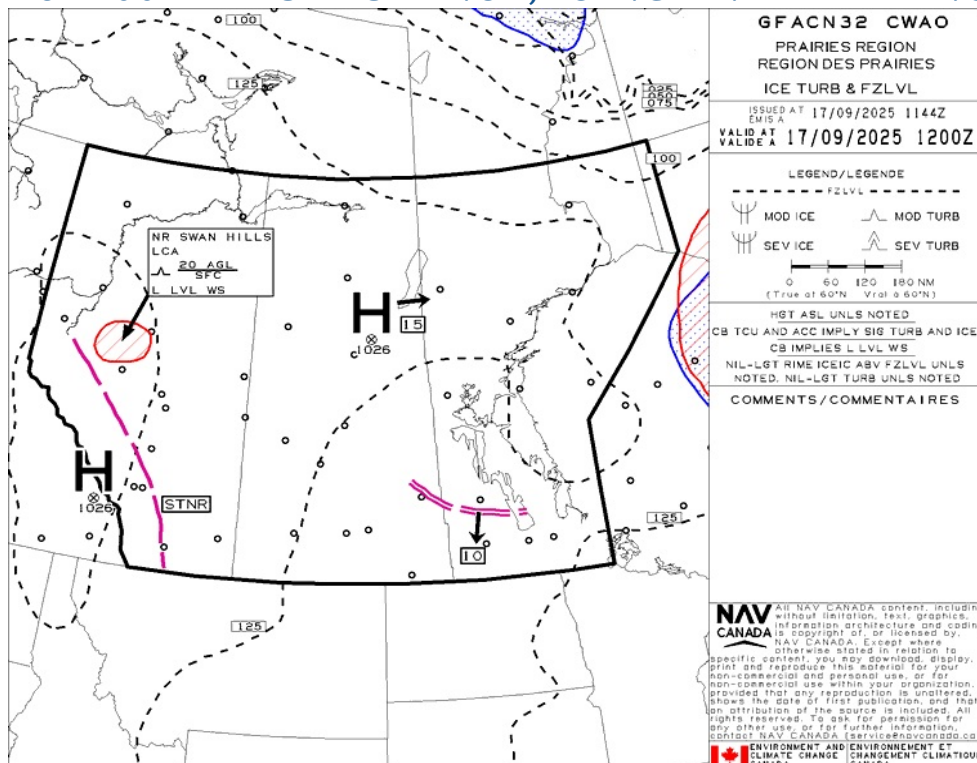 GFACN32 CWAO
PRAIRIES REGION
REGION DES PRAIRIES
ICE TURB & FZLVL
ISSUED AT 17/09/2025 1144Z
EMIS A
VALID AT 17/09/2025 1200Z
VALIDE A
LEGEND/LÉGENDE
FZLVL
MOD ICE MOD TURB
SEV ICE SEV TURB
0 60 120 180 NM
(True at 60°N Vrai à 60°N)
HGT ASL UNLS NOTED
CB TCU AND ACC IMPLY SIG TURB AND ICE
CB IMPLIES L LVL WS
NIL-LGT RIME ICEIC ABV FZLVL UNLS
NOTED. NIL-LGT TURB UNLS NOTED
COMMENTS/COMMENTAIRES
100
125
025
050
075
100
NR SWAN HILLS
LCA
20 AGL
SFC
L LVL WS
H
1026
15
H
1026
STNR
10
125
125
NAV
CANADA
All NAV CANADA content, including
without limitation, text, graphics,
information architecture and coding
is copyright of, or licensed by,
NAV CANADA. Except where
otherwise stated in relation to
specific content, you may download, display,
print and reproduce this material for your
non-commercial and personal use, or for
non-commercial use within your organization,
provided that any reproduction is unaltered,
shows the date of first publication, and that
an attribution of the source is included. All
rights reserved. To ask for permission for
any other use, or for further information,
contact NAV CANADA (service@navcanada.ca
ENVIRONMENT AND ENVIRONNEMENT ET
CLIMATE CHANGE CHANGEMENT CLIMATIQUE